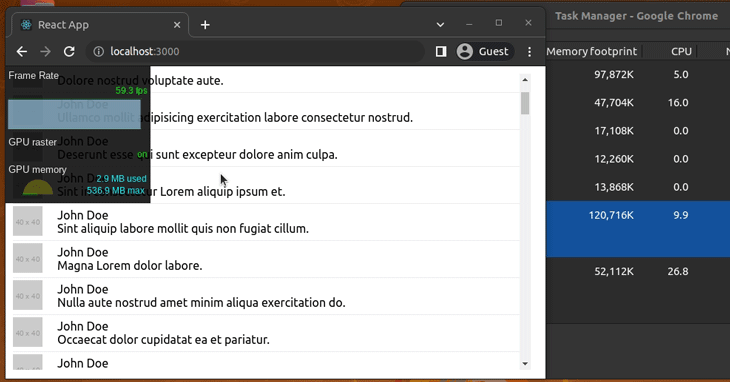 React App
Task Manager - Google Chrome
localhost:3000
Guest
Memory footprint
CPU
Frame Rate
59.3 fps
GPU raster
on
GPU memory
2.9 MB used
536.9 MB max
Dolore nostrud voluptate aute.
John Doe
Ullamco mollit adipisicing exercitation labore consectetur nostrud.
John Doe
Deserunt esse qui sunt excepteur dolore anim culpa.
John Doe
Lorem aliquip ipsum et.
40 x 40
John Doe
Sint aliquip labore mollit quis non fugiat cillum.
40 x 40
John Doe
Magna Lorem dolor labore.
40 x 40
John Doe
Nulla aute nostrud amet minim aliqua exercitation do.
40 x 40
John Doe
Occaecat dolor cupidatat ea et pariatur.
John Doe
97,872K 5.0
47,704K 16.0
17,108K 0.0
12,260K 0.0
13,868K 0.0
120,716K 9.9
52,112K 26.8